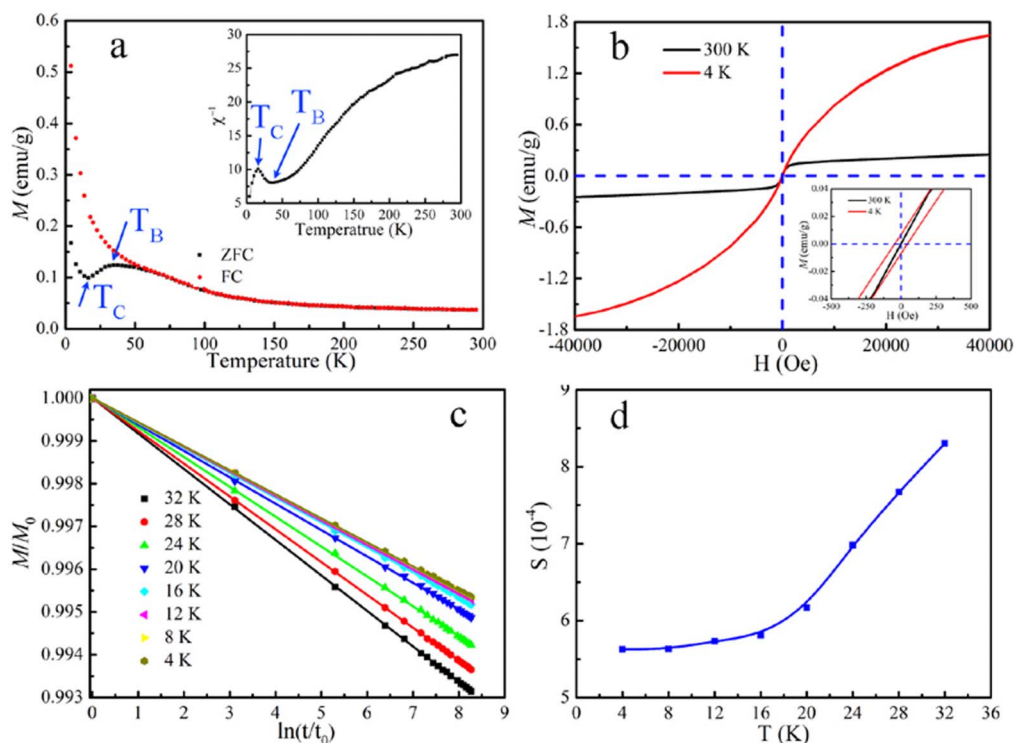 a
M (emu/g)
0.6
0.5
0.4
0.3
0.2
0.1
0.0
0 50 100 150 200 250 300
Temperature (K)
T_B
T_C
ZFC
FC
χ⁻¹
30
25
20
15
10
5
0 50 100 150 200 250 300
Temperatrue (K)
T_C
T_B
b
M (emu/g)
1.8
1.2
0.6
0.0
-0.6
-1.2
-1.8
-40000 -20000 0 20000 40000
H (Oe)
300 K
4 K
M (emu/g)
0.04
0.02
0.00
-0.02
-0.04
-500 -250 0 250 500
H (Oe)
300 K
4 K
c
M/M₀
1.000
0.999
0.998
0.997
0.996
0.995
0.994
0.993
0 1 2 3 4 5 6 7 8 9
ln(t/t₀)
32 K
28 K
24 K
20 K
16 K
12 K
8 K
4 K
d
S (10⁻⁴)
9
8
7
6
5
0 4 8 12 16 20 24 28 32 36
T (K)